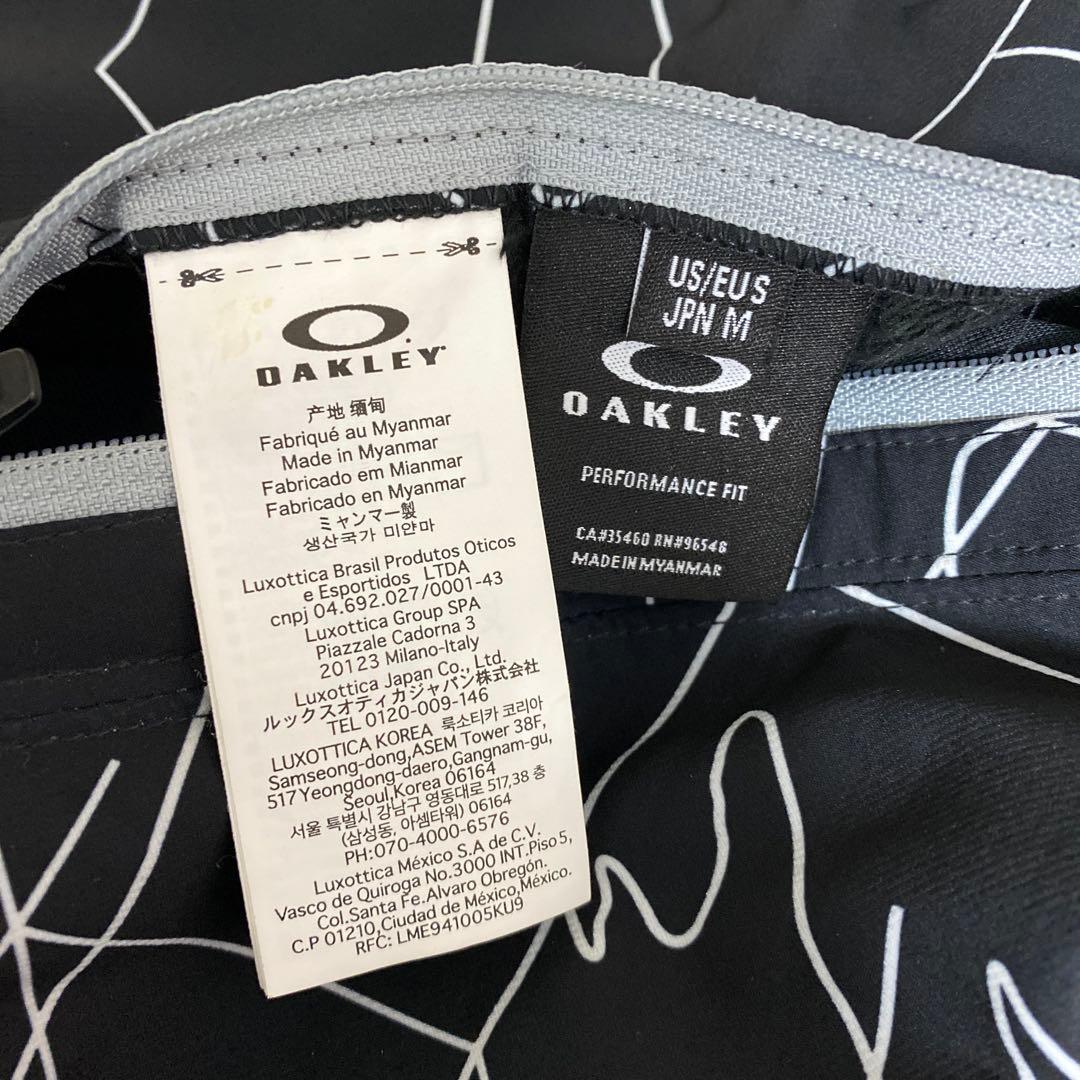 OAKLEY
产地 缅甸
Fabriqué au Myanmar
Made in Myanmar
Fabricado em Mianmar
Fabricado en Myanmar
ミャンマー製
생산국가 미얀마
Luxottica Brasil Produtos Oticos
e Esportidos LTDA
cnpj 04.692.027/0001-43
Luxottica Group SPA
Piazzale Cadorna 3
20123 Milano-Italy
Luxottica Japan Co., Ltd.
ルックスオティカジャパン株式会社
TEL 0120-009-146
LUXOTTICA KOREA 룩소티카 코리아
Samseong-dong,ASEM Tower 38F,
517 Yeongdong-daero,Gangnam-gu,
Seoul,Korea 06164
서울 특별시 강남구 영동대로 517,38 층
(삼성동, 아셈타워) 06164
PH:070-4000-6576
Luxottica México S.A de C.V.
Vasco de Quiroga No.3000 INT.Piso 5,
Col.Santa Fe.Alvaro Obregón.
C.P 01210,Ciudad de México,México.
RFC: LME941005KU9
US/EU S
JPN M
OAKLEY
PERFORMANCE FIT
CA#35460 RN#96548
MADE IN MYANMAR